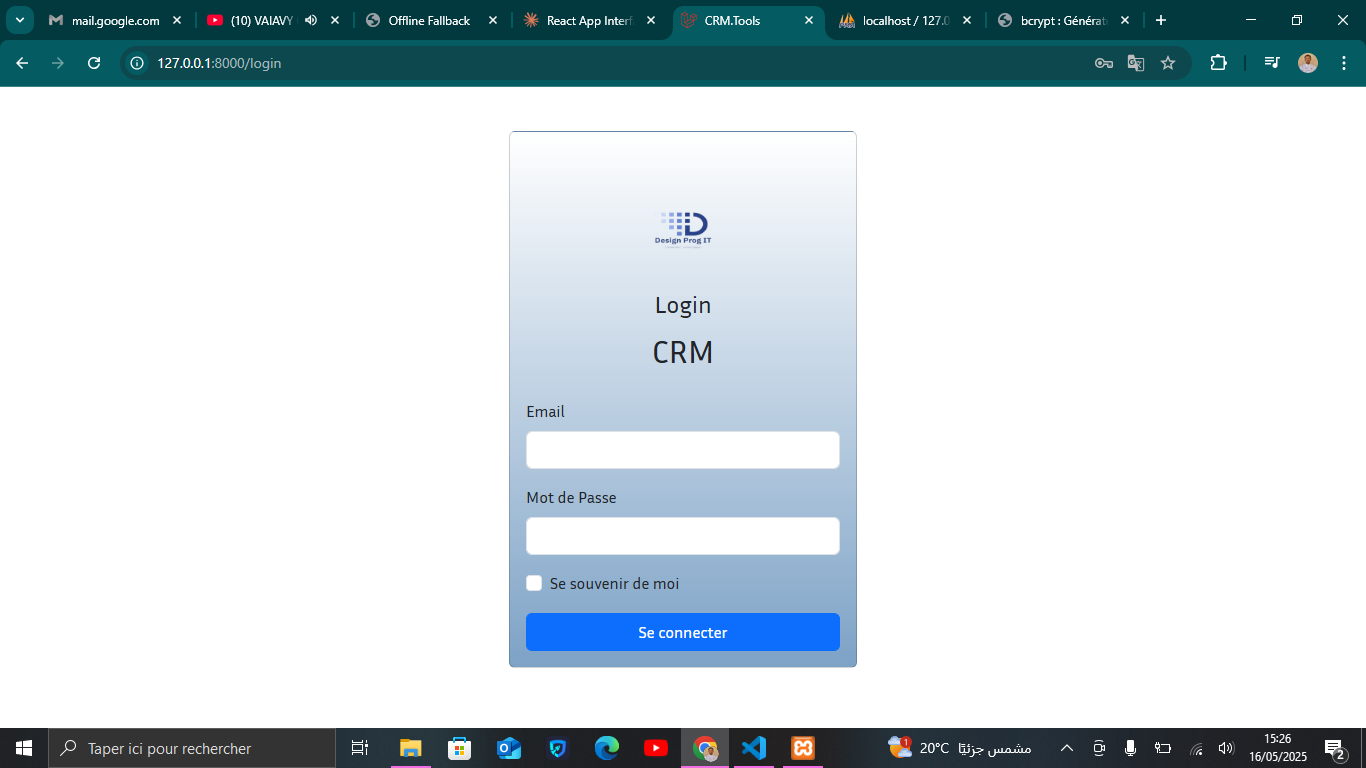 mail.google.com
(10) VAIAVY
Offline Fallback
React App Interf
CRM.Tools
localhost / 127.0
bcrypt : Générat
127.0.0.1:8000/login
Design Prog IT
Login
CRM
Email
Mot de Passe
Se souvenir de moi
Se connecter
Taper ici pour rechercher
1
20°C
مشمس جزئيًا
15:26
16/05/2025
2